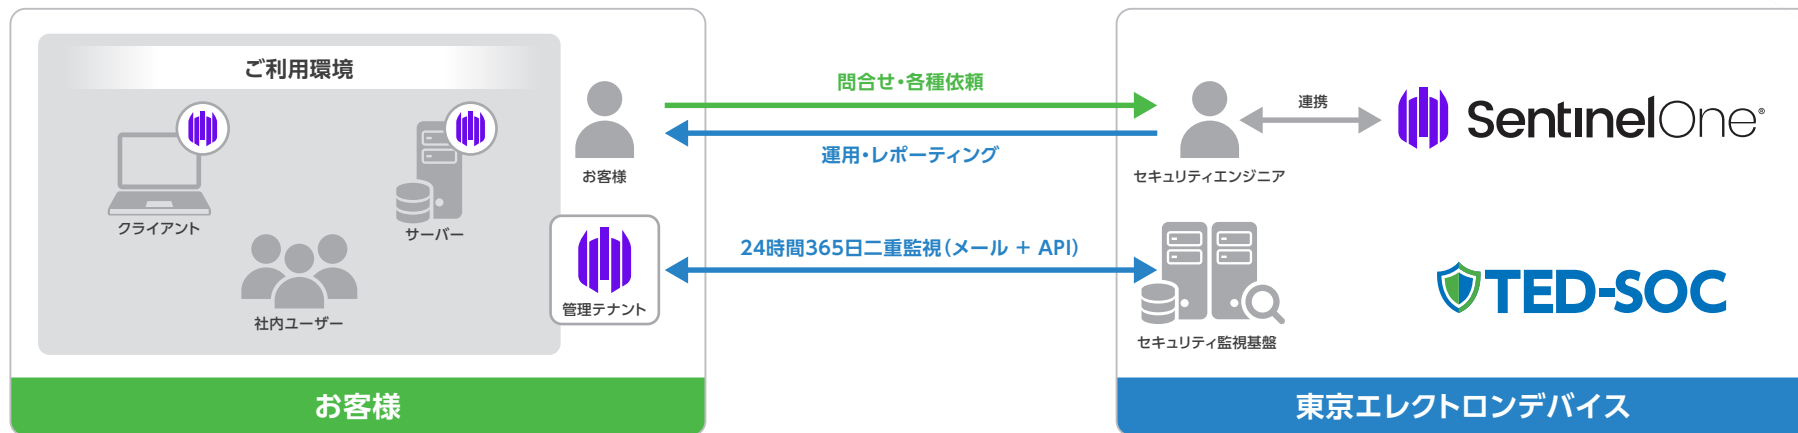 ご利用環境
クライアント
サーバー
社内ユーザー
お客様
管理テナント
お客様
問合せ・各種依頼
運用・レポーティング
24時間365日二重監視(メール + API)
セキュリティエンジニア
連携
SentinelOne®
セキュリティ監視基盤
TED-SOC
東京エレクトロンデバイス